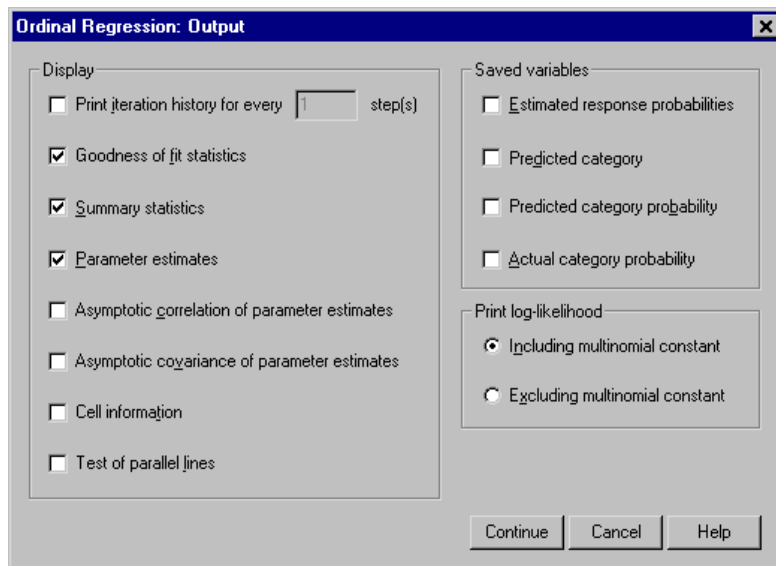 Ordinal Regression: Output
Display
Print iteration history for every 1 step(s)
Goodness of fit statistics
Summary statistics
Parameter estimates
Asymptotic correlation of parameter estimates
Asymptotic covariance of parameter estimates
Cell information
Test of parallel lines
Saved variables
Estimated response probabilities
Predicted category
Predicted category probability
Actual category probability
Print log-likelihood
Including multinomial constant
Excluding multinomial constant
Continue Cancel Help